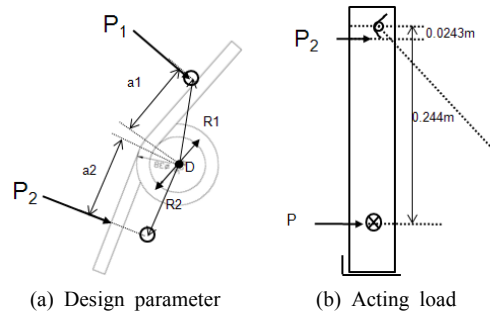 P1
a1
R1
a2
D
P2
R2
P2
0.0243m
0.244m
P
(a) Design parameter
(b) Acting load